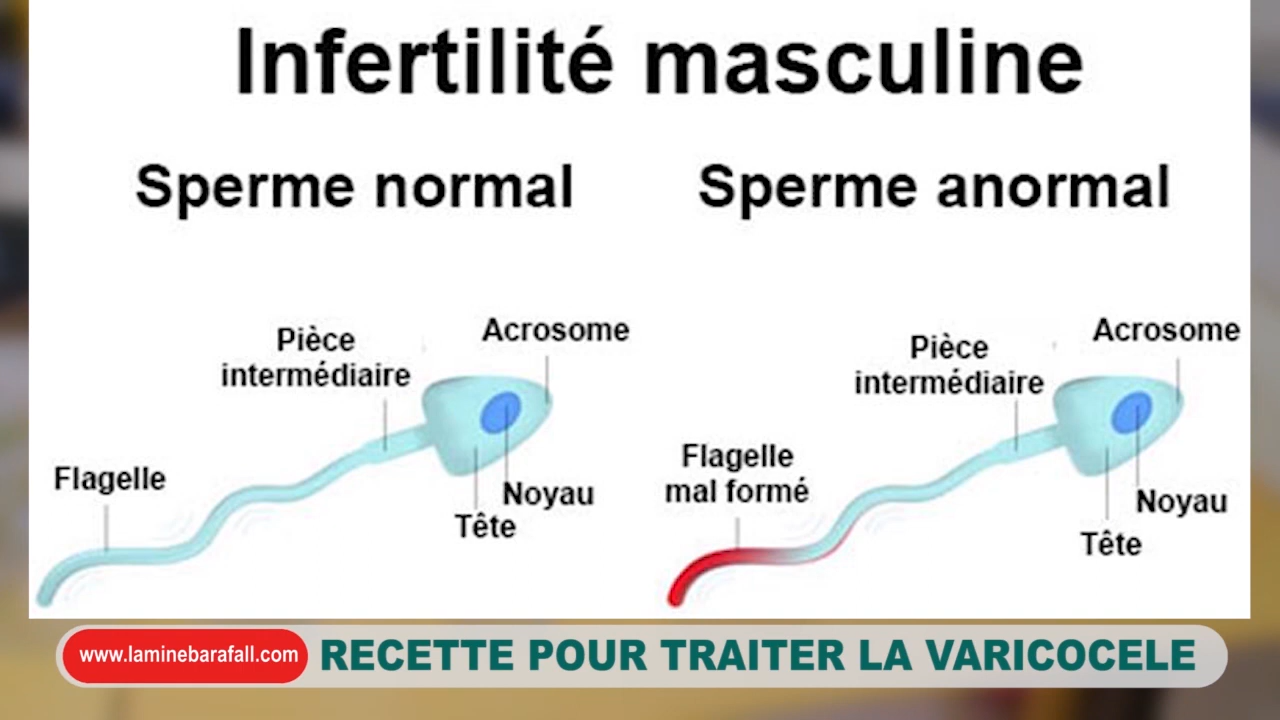 Infertilité masculine
Sperme normal
Sperme anormal
Pièce
intermédiaire
Acrosome
Flagelle
Noyau
Tête
Pièce
intermédiaire
Acrosome
Flagelle
mal formé
Noyau
Tête
www.laminebarafall.com
RECETTE POUR TRAITER LA VARICOCELE